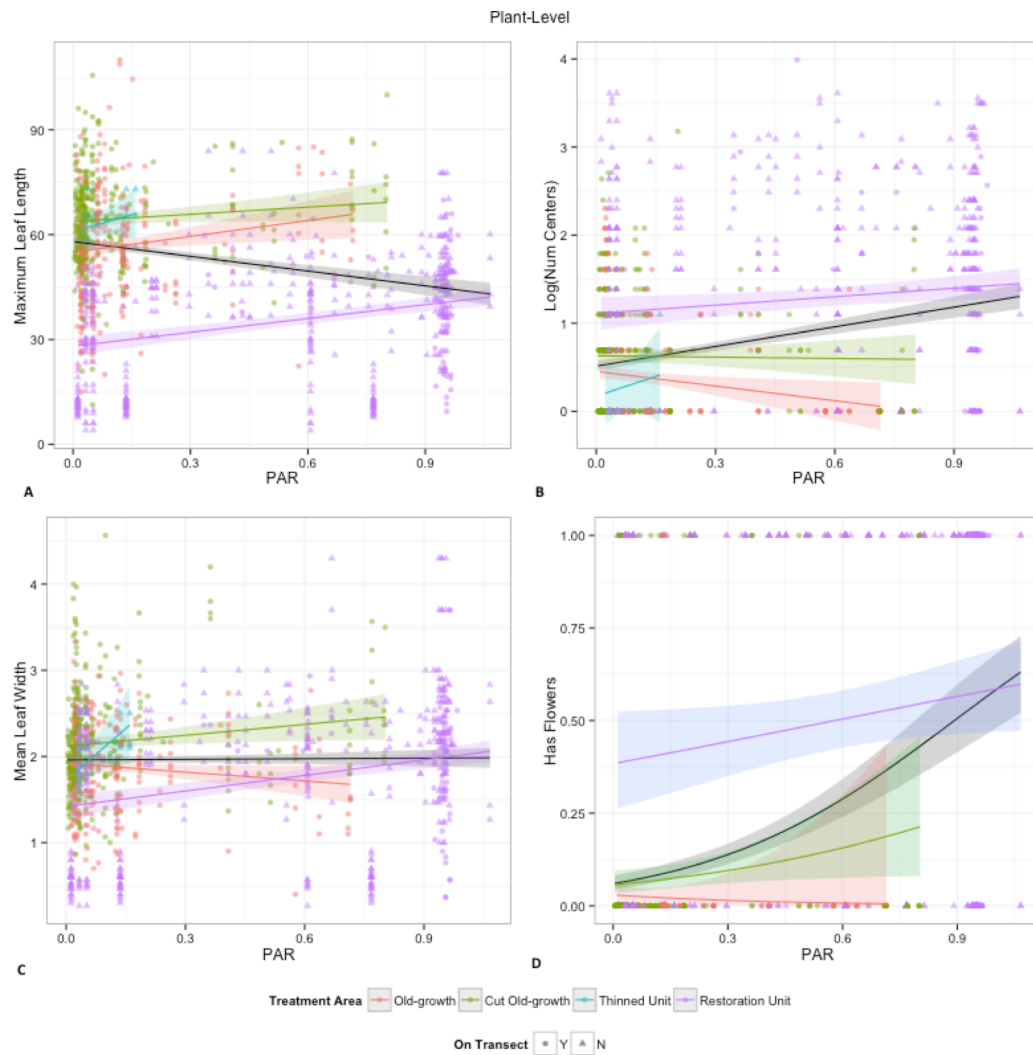 Plant-Level
Maximum Leaf Length
90
60
30
0
0.0 0.3 0.6 0.9
PAR
A
Log(Num Centers)
4
3
2
1
0
0.0 0.3 0.6 0.9
PAR
B
Mean Leaf Width
4
3
2
1
0.0 0.3 0.6 0.9
PAR
C
Has Flowers
1.00
0.75
0.50
0.25
0.00
0.0 0.3 0.6 0.9
PAR
D
Treatment Area Old-growth Cut Old-growth Thinned Unit Restoration Unit
On Transect Y N